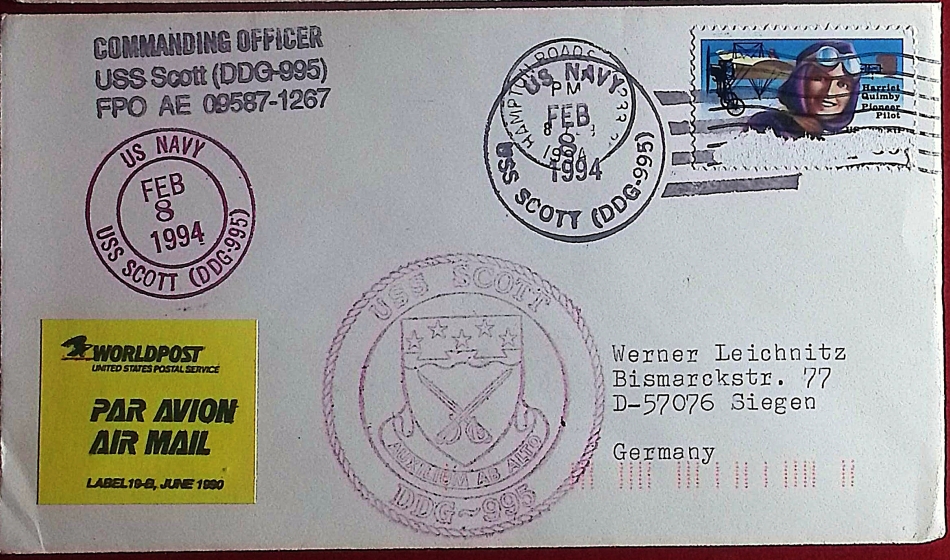 COMMANDING OFFICER
USS Scott (DDG-995)
FPO AE 09587-1267
US NAVY
FEB
8
1994
USS SCOTT (DDG-995)
HAMPTON ROADS
PM
US NAVY
FEB
8
1994
USS SCOTT (DDG-995)
Harriet
Quimby
Pioneer
Pilot
WORLDPOST
UNITED STATES POSTAL SERVICE
PAR AVION
AIR MAIL
LABEL 19-B, JUNE 1990
USS SCOTT
AUXILIUM AB ALTO
DDG-995
Werner Leichnitz
Bismarckstr. 77
D-57076 Siegen
Germany